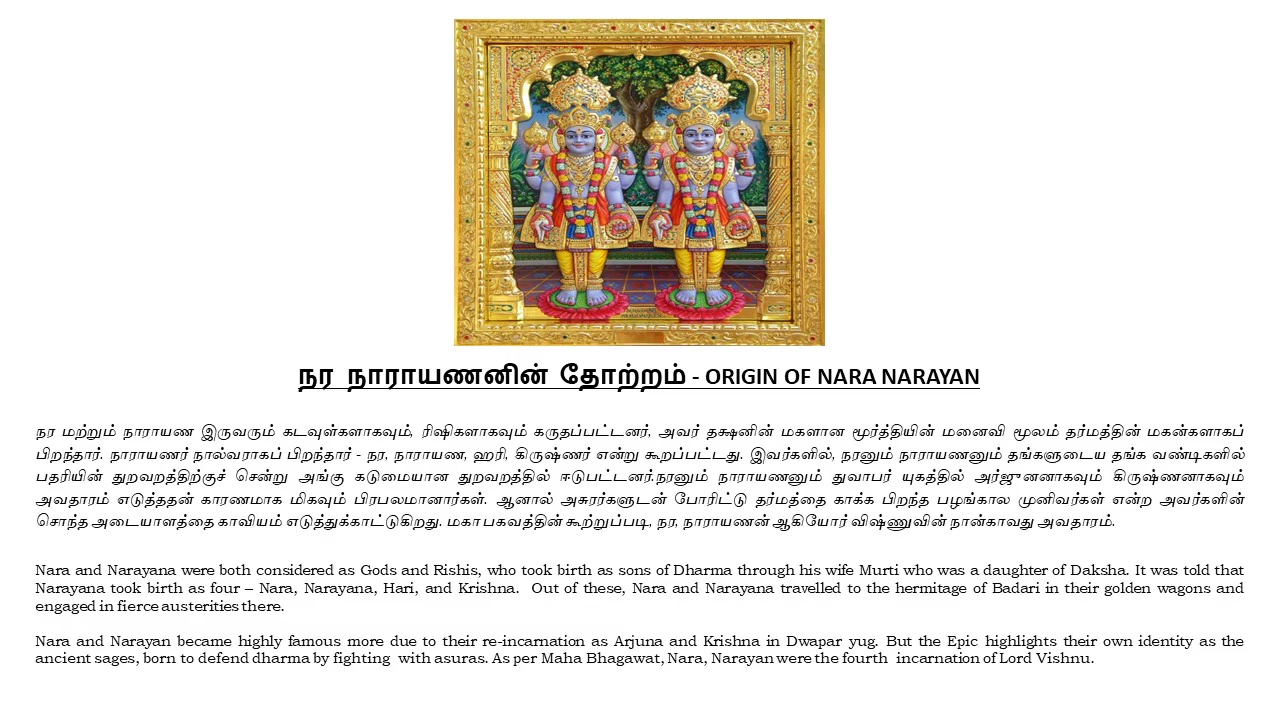 நர நாராயணனின் தோற்றம் - ORIGIN OF NARA NARAYAN
நர மற்றும் நாராயண இருவரும் கடவுள்களாகவும், ரிஷிகளாகவும் கருதப்பட்டனர், அவர் தக்ஷனின் மகளான மூர்த்தியின் மனைவி மூலம் தர்மத்தின் மகன்களாகப்
பிறந்தார். நாராயணர் நால்வராகப் பிறந்தார் - நர, நாராயண, ஹரி, கிருஷ்ணர் என்று கூறப்பட்டது. இவர்களில், நரனும் நாராயணனும் தங்களுடைய தங்க வண்டிகளில்
பதரியின் துறவறத்திற்குச் சென்று அங்கு கடுமையான துறவறத்தில் ஈடுபட்டனர்.நரனும் நாராயணனும் துவாபர் யுகத்தில் அர்ஜுனனாகவும் கிருஷ்ணனாகவும்
அவதாரம் எடுத்ததன் காரணமாக மிகவும் பிரபலமானார்கள். ஆனால் அசுரர்களுடன் போரிட்டு தர்மத்தை காக்க பிறந்த பழங்கால முனிவர்கள் என்ற அவர்களின்
சொந்த அடையாளத்தை காவியம் எடுத்துக்காட்டுகிறது. மகா பகவத்தின் கூற்றுப்படி, நர, நாராயணன் ஆகியோர் விஷ்ணுவின் நான்காவது அவதாரம்.
Nara and Narayana were both considered as Gods and Rishis, who took birth as sons of Dharma through his wife Murti who was a daughter of Daksha. It was told that
Narayana took birth as four – Nara, Narayana, Hari, and Krishna. Out of these, Nara and Narayana travelled to the hermitage of Badari in their golden wagons and
engaged in fierce austerities there.
Nara and Narayan became highly famous more due to their re-incarnation as Arjuna and Krishna in Dwapar yug. But the Epic highlights their own identity as the
ancient sages, born to defend dharma by fighting with asuras. As per Maha Bhagawat, Nara, Narayan were the fourth incarnation of Lord Vishnu.